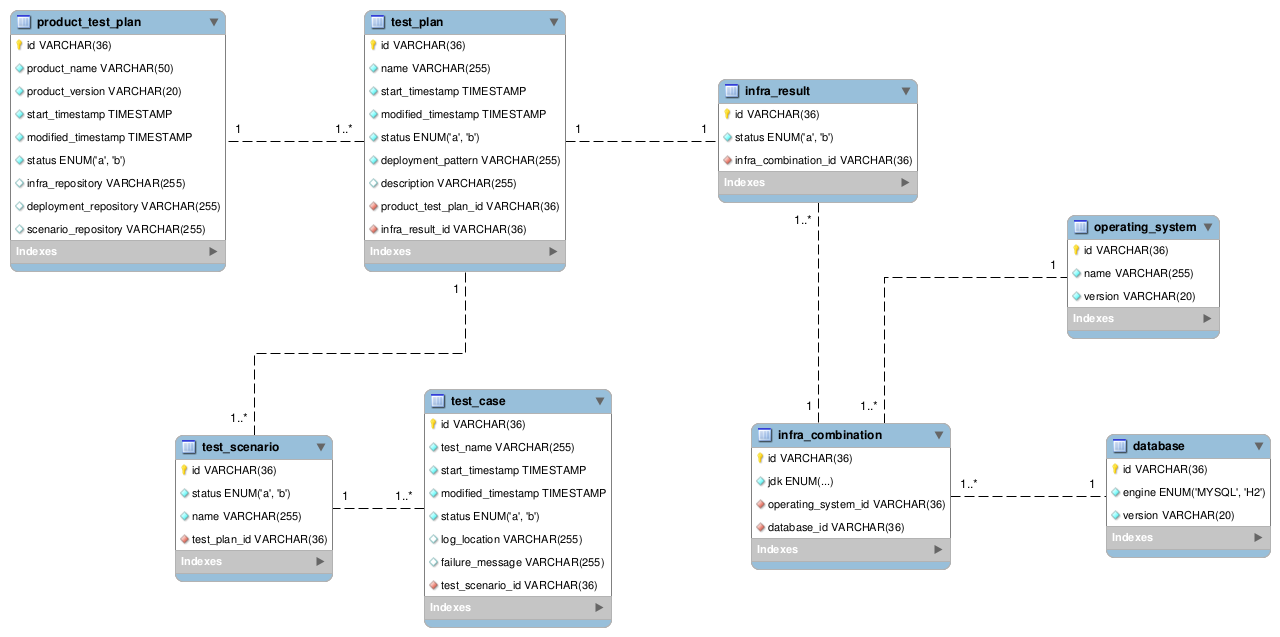 product_test_plan
id VARCHAR(36)
product_name VARCHAR(50)
product_version VARCHAR(20)
start_timestamp TIMESTAMP
modified_timestamp TIMESTAMP
status ENUM('a', 'b')
infra_repository VARCHAR(255)
deployment_repository VARCHAR(255)
scenario_repository VARCHAR(255)
Indexes
1
1..*
test_plan
id VARCHAR(36)
name VARCHAR(255)
start_timestamp TIMESTAMP
modified_timestamp TIMESTAMP
status ENUM('a', 'b')
deployment_pattern VARCHAR(255)
description VARCHAR(255)
product_test_plan_id VARCHAR(36)
infra_result_id VARCHAR(36)
Indexes
1
1
infra_result
id VARCHAR(36)
status ENUM('a', 'b')
infra_combination_id VARCHAR(36)
Indexes
1..*
1
operating_system
id VARCHAR(36)
name VARCHAR(255)
version VARCHAR(20)
Indexes
1
1..*
1
1..*
test_scenario
id VARCHAR(36)
status ENUM('a', 'b')
name VARCHAR(255)
test_plan_id VARCHAR(36)
Indexes
1
1..*
test_case
id VARCHAR(36)
test_name VARCHAR(255)
start_timestamp TIMESTAMP
modified_timestamp TIMESTAMP
status ENUM('a', 'b')
log_location VARCHAR(255)
failure_message VARCHAR(255)
test_scenario_id VARCHAR(36)
Indexes
infra_combination
id VARCHAR(36)
jdk ENUM(...)
operating_system_id VARCHAR(36)
database_id VARCHAR(36)
Indexes
1..*
1
database
id VARCHAR(36)
engine ENUM('MYSQL', 'H2')
version VARCHAR(20)
Indexes